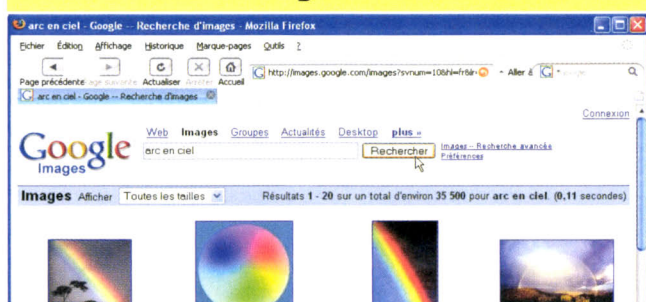 arc en ciel - Google -- Recherche d'images - Mozilla Firefox
Fichier Édition Affichage Historique Marque-pages Outils ?
http://images.google.com/images?svnum=10&hl=fr&lr= Aller à
Page précédente Actualiser Arrêter Accueil
arc en ciel - Google -- Recherche d'images
Connexion
Web Images Groupes Actualités Desktop plus »
Google Images
arc en ciel Rechercher Images -- Recherche avancée
Préférences
Images Afficher Toutes les tailles Résultats 1 - 20 sur un total d'environ 35 500 pour arc en ciel. (0,11 secondes)